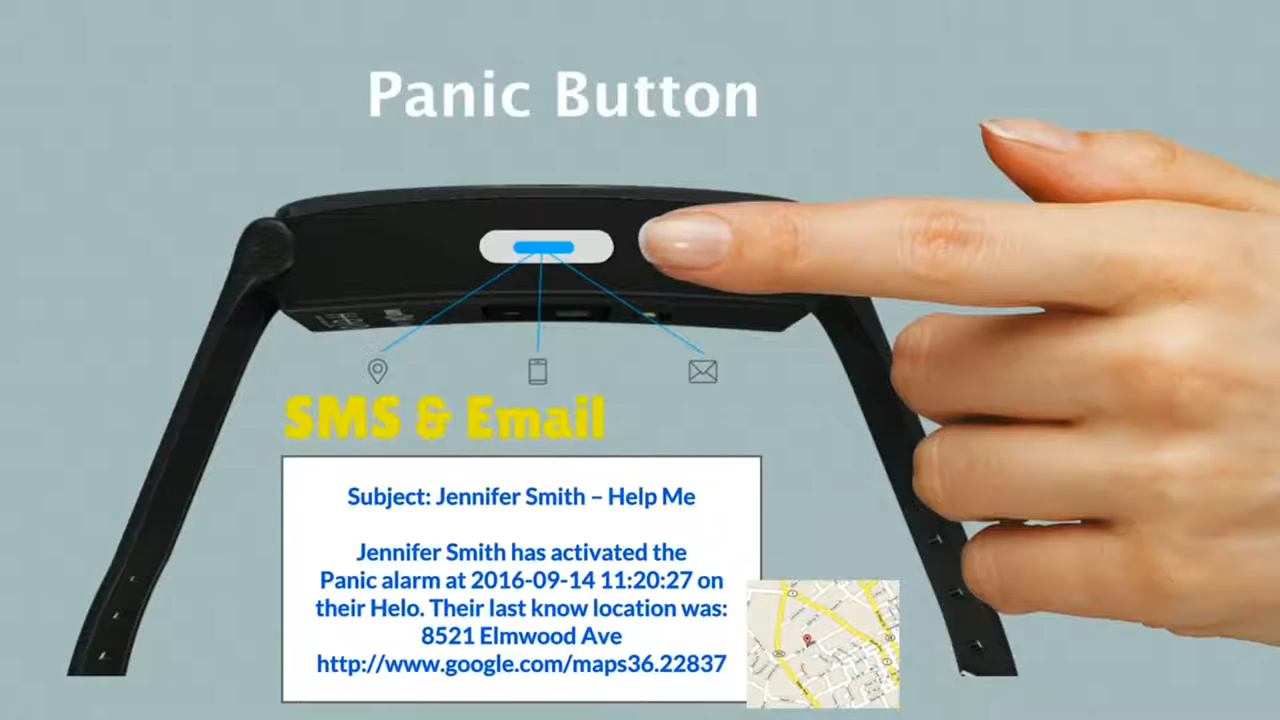 Panic Button
SMS & Email
Subject: Jennifer Smith – Help Me
Jennifer Smith has activated the
Panic alarm at 2016-09-14 11:20:27 on
their Helo. Their last know location was:
8521 Elmwood Ave
http://www.google.com/maps36.22837